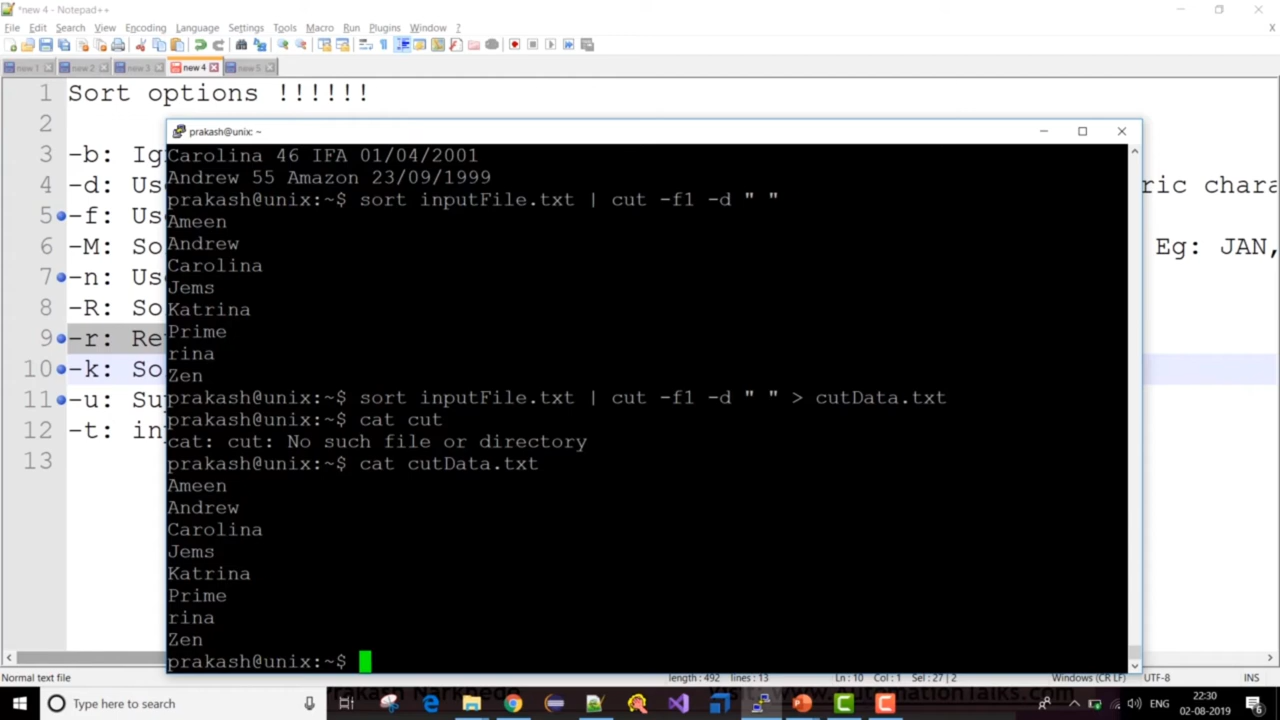 *new 4 - Notepad++
File Edit Search View Encoding Language Settings Tools Macro Run Plugins Window ?
X
new 1 new 2 new 3 new 4 new 5
1 Sort options !!!!!!
2
prakash@unix: ~
3 -b:
4 -d: ric chara
5 -f:
6 -M: So Eg: JAN,
7 -n:
8 -R: So
9 -r: Re
10 -k: So
11 -u: Su
12 -t:
13
Carolina 46 IFA 01/04/2001
Andrew 55 Amazon 23/09/1999
prakash@unix:~$ sort inputFile.txt | cut -f1 -d " "
Ameen
Andrew
Carolina
Jems
Katrina
Prime
rina
Zen
prakash@unix:~$ sort inputFile.txt | cut -f1 -d " " > cutData.txt
prakash@unix:~$ cat cut
cat: cut: No such file or directory
prakash@unix:~$ cat cutData.txt
Ameen
Andrew
Carolina
Jems
Katrina
Prime
rina
Zen
prakash@unix:~$
Normal text file length : 492 lines : 13 Ln : 10 Col : 1 Sel : 27 | 2 Windows (CR LF) UTF-8 INS
Type here to search
ENG
22:30
02-08-2019
6